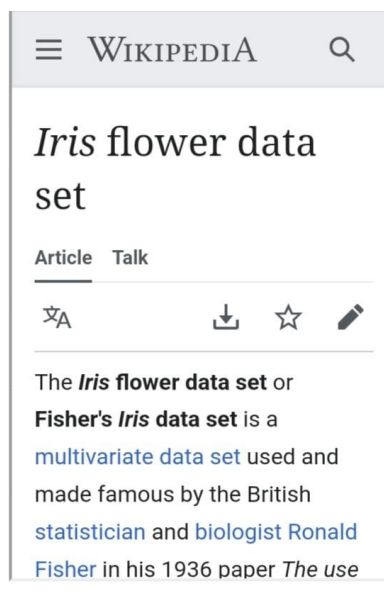 WIKIPEDIA
Iris flower data
set
Article Talk
文A
The Iris flower data set or
Fisher's Iris data set is a
multivariate data set used and
made famous by the British
statistician and biologist Ronald
Fisher in his 1936 paper The use